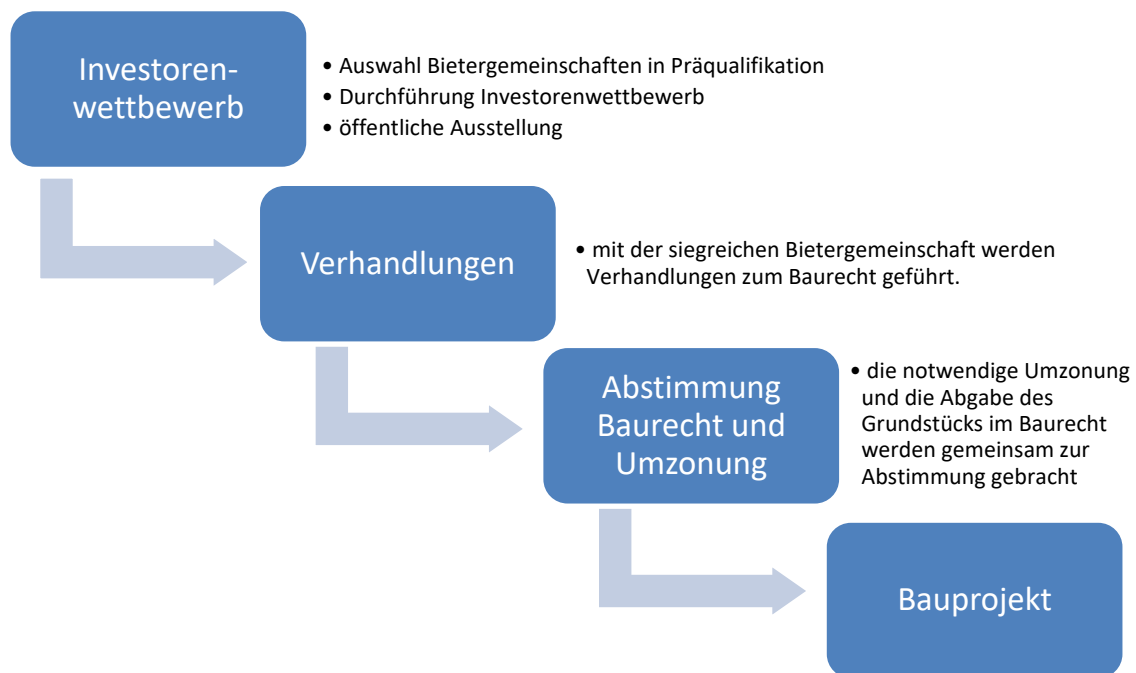 Investoren-
wettbewerb
• Auswahl Bietergemeinschaften in Präqualifikation
• Durchführung Investorenwettbewerb
• öffentliche Ausstellung
Verhandlungen
• mit der siegreichen Bietergemeinschaft werden
Verhandlungen zum Baurecht geführt.
Abstimmung
Baurecht und
Umzonung
• die notwendige Umzonung
und die Abgabe des
Grundstücks im Baurecht
werden gemeinsam zur
Abstimmung gebracht
Bauprojekt